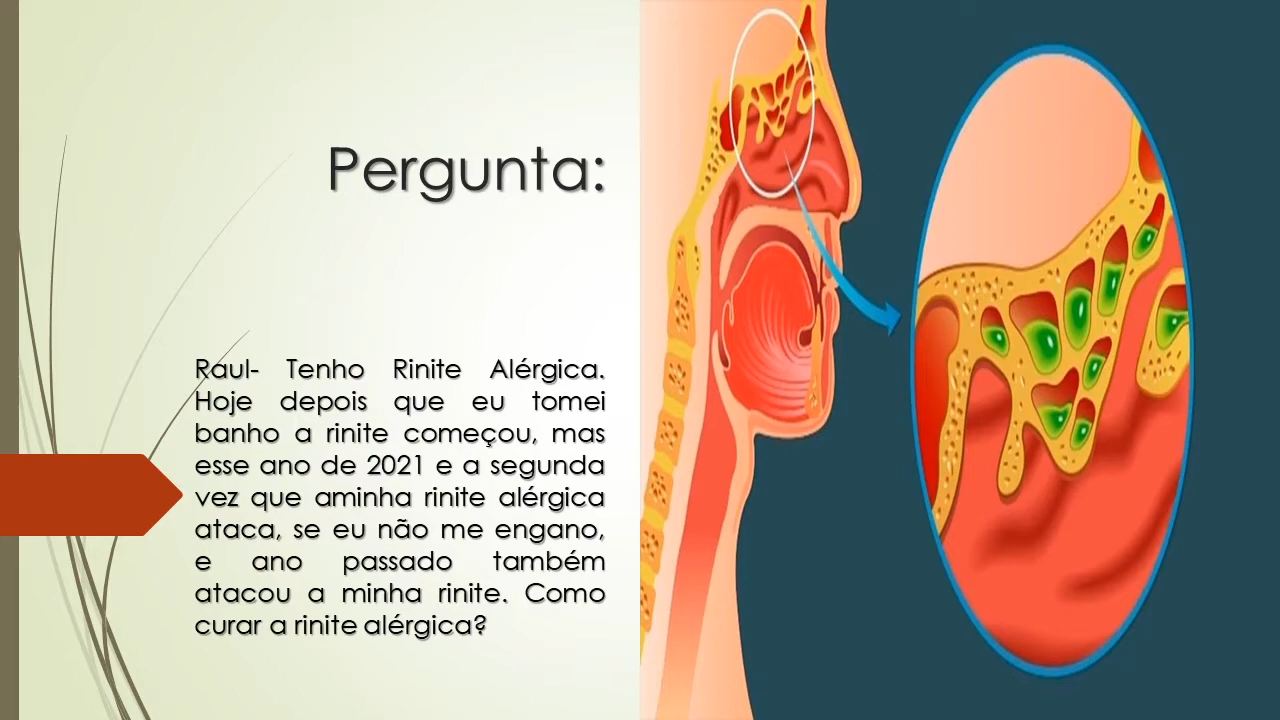 Pergunta:
Raul- Tenho Rinite Alérgica.
Hoje depois que eu tomei
banho a rinite começou, mas
esse ano de 2021 e a segunda
vez que aminha rinite alérgica
ataca, se eu não me engano,
e ano passado também
atacou a minha rinite. Como
curar a rinite alérgica?